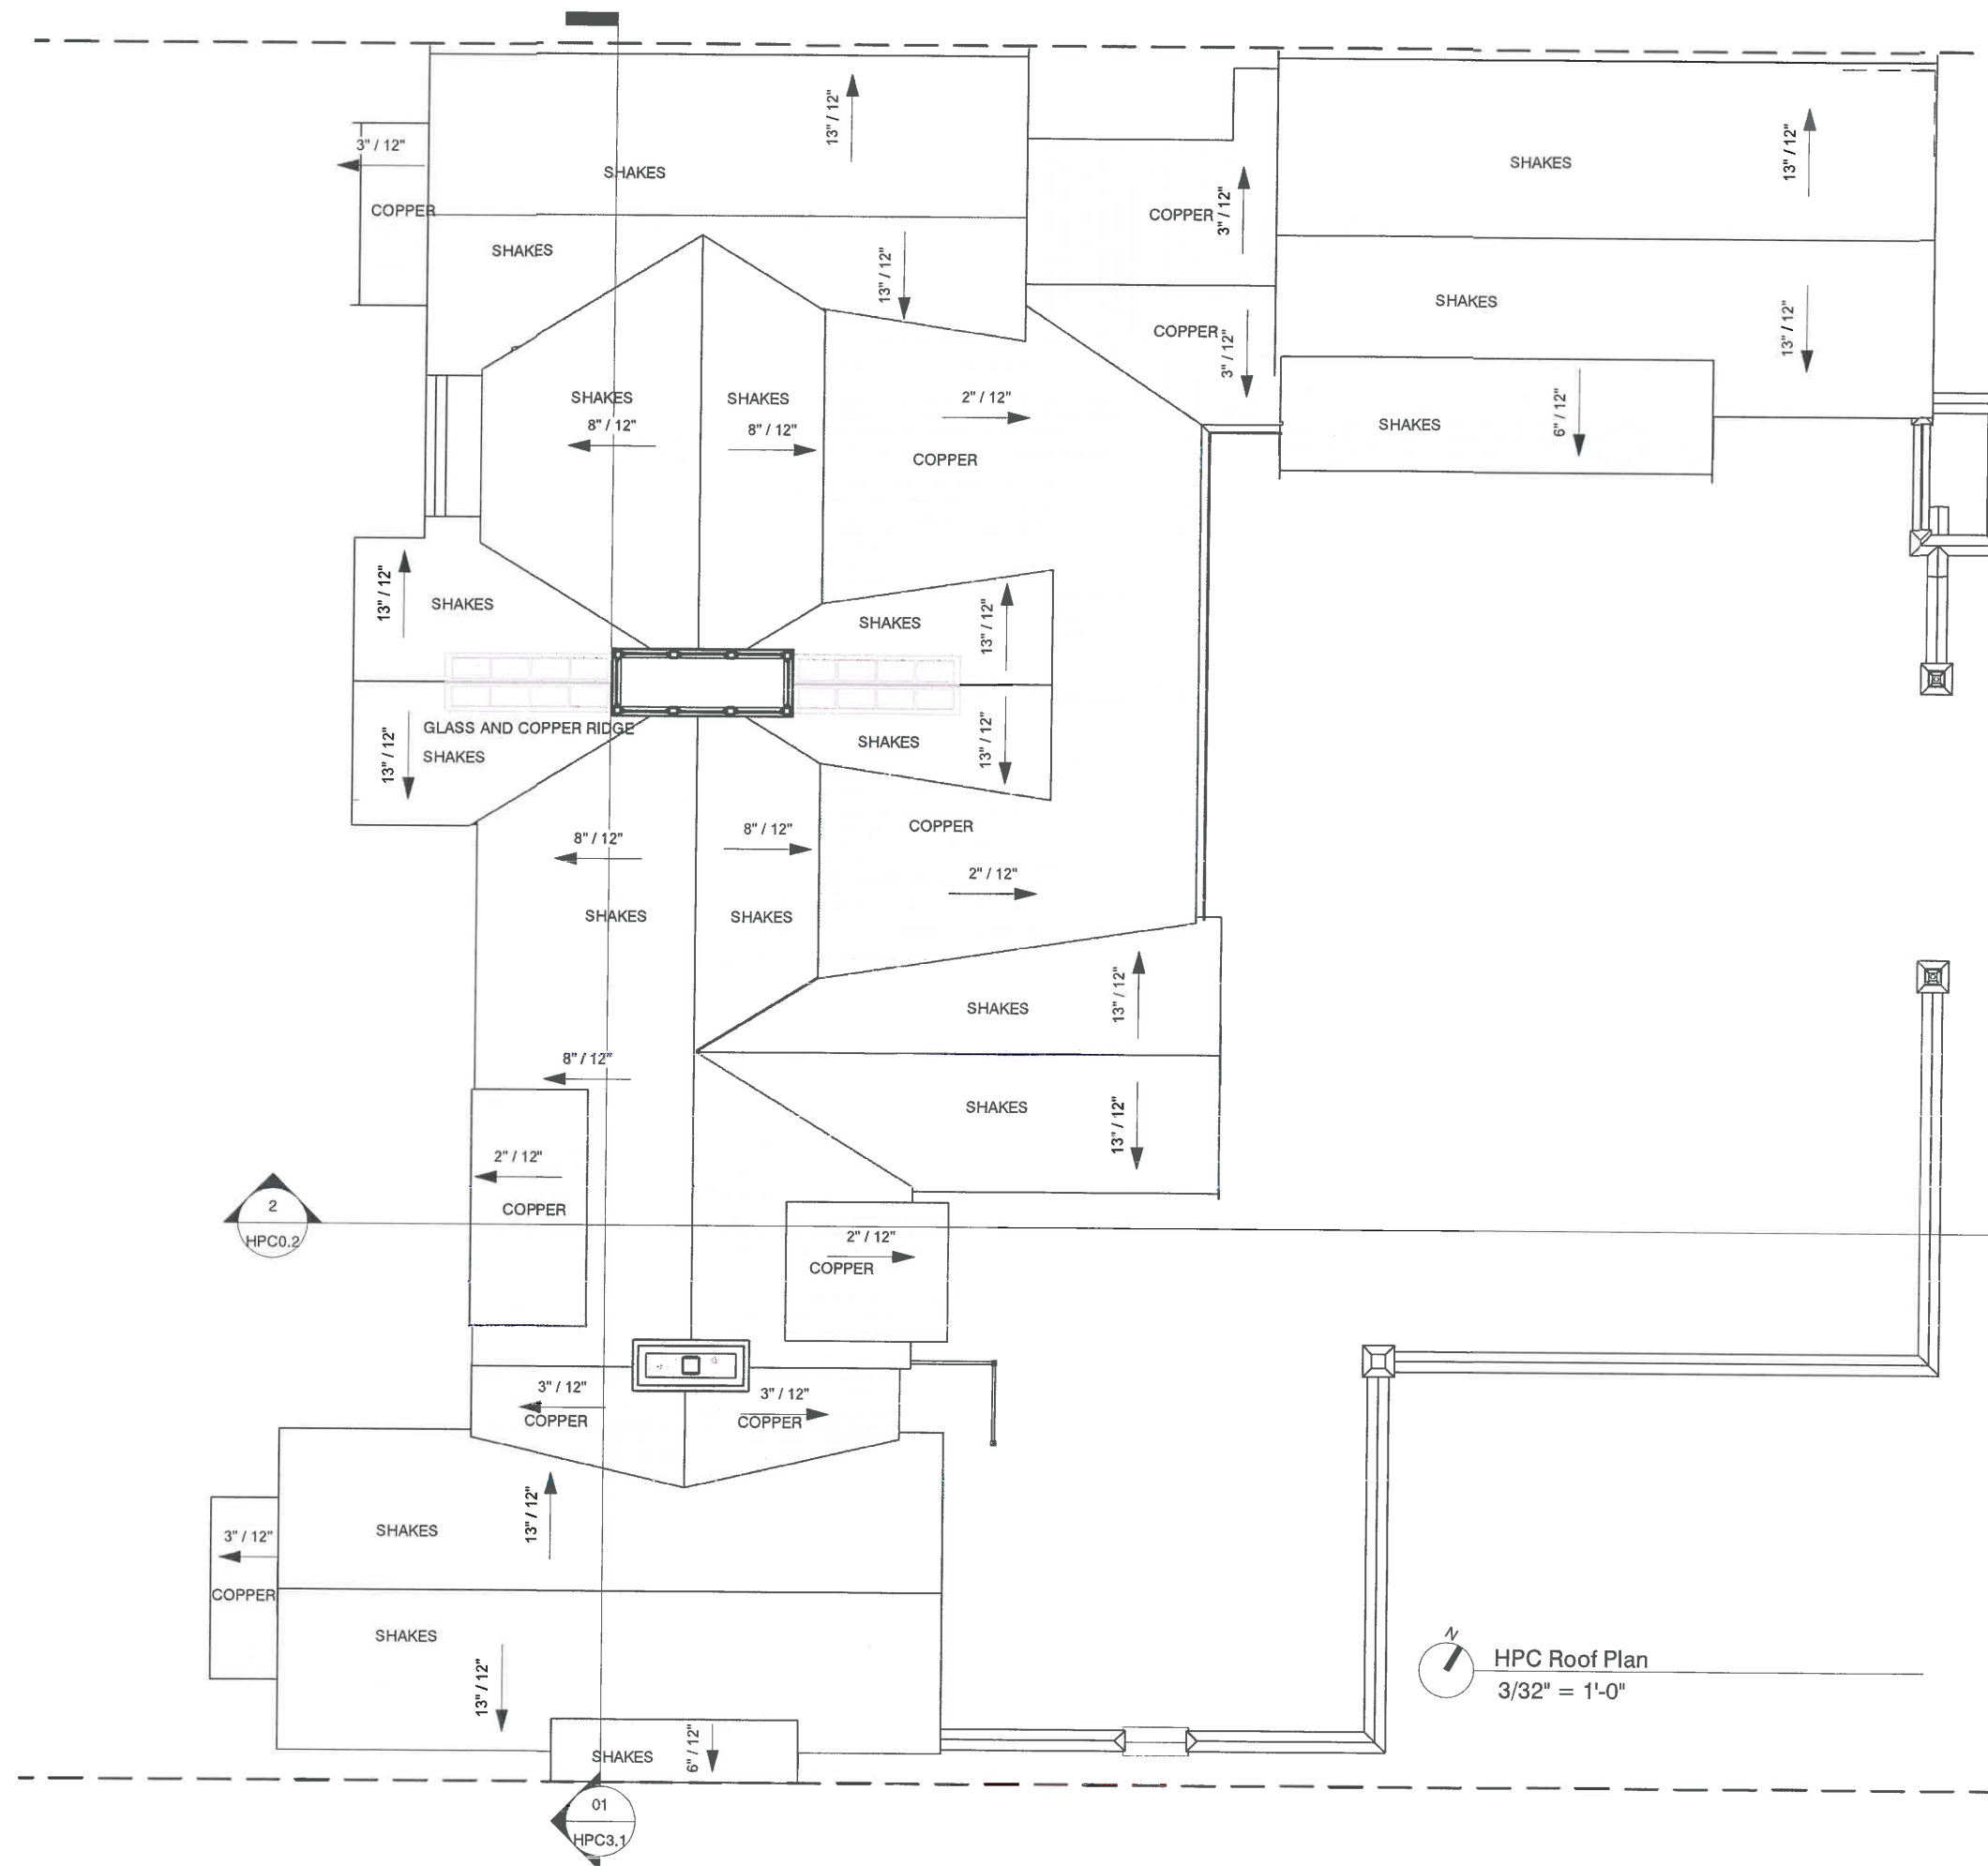 13" / 12"
3" / 12"
SHAKES
COPPER
SHAKES
13" / 12"
COPPER
3" / 12"
COPPER
3" / 12"
SHAKES
13" / 12"
SHAKES
13" / 12"
SHAKES
8" / 12"
SHAKES
8" / 12"
2" / 12"
COPPER
SHAKES
6" / 12"
13" / 12"
SHAKES
SHAKES
13" / 12"
GLASS AND COPPER RIDGE
SHAKES
13" / 12"
SHAKES
13" / 12"
8" / 12"
8" / 12"
COPPER
2" / 12"
SHAKES
SHAKES
SHAKES
13" / 12"
8" / 12"
SHAKES
13" / 12"
2" / 12"
COPPER
2
HPC0.2
2" / 12"
COPPER
3" / 12"
COPPER
3" / 12"
COPPER
13" / 12"
SHAKES
3" / 12"
COPPER
SHAKES
13" / 12"
SHAKES
6" / 12"
N
HPC Roof Plan
3/32" = 1'-0"
01
HPC3.1